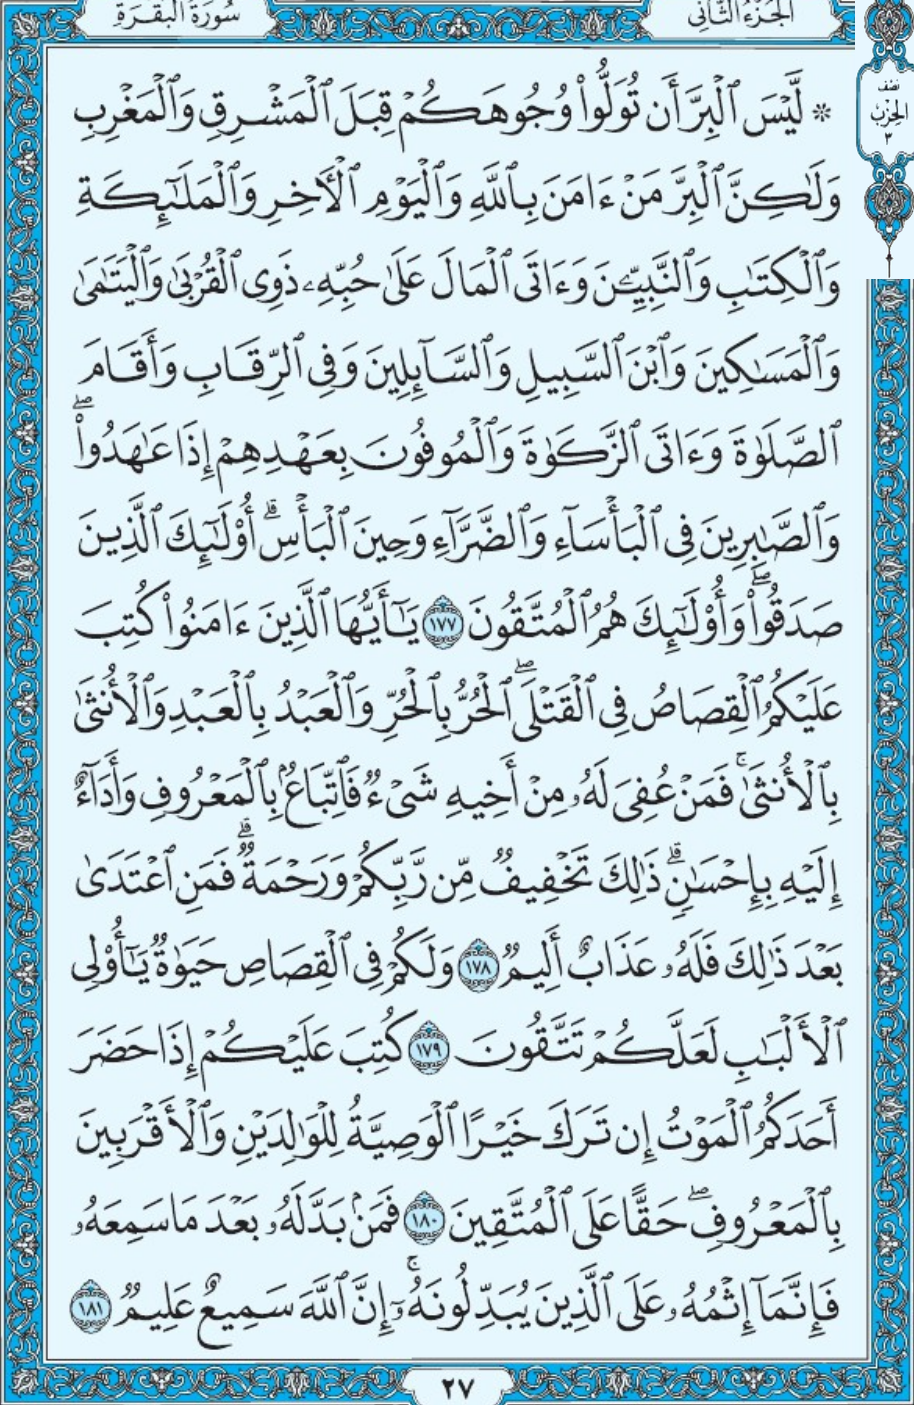 سُورَةُ الْبَقَرَةِ
الْجُزْءُ الثَّانِي
نصف
الحزب
٣
۞ لَّيْسَ ٱلْبِرَّ أَن تُوَلُّوا۟ وُجُوهَكُمْ قِبَلَ ٱلْمَشْرِقِ وَٱلْمَغْرِبِ
وَلَٰكِنَّ ٱلْبِرَّ مَنْ ءَامَنَ بِٱللَّهِ وَٱلْيَوْمِ ٱلْـَٔاخِرِ وَٱلْمَلَٰٓئِكَةِ
وَٱلْكِتَٰبِ وَٱلنَّبِيِّـۧنَ وَءَاتَى ٱلْمَالَ عَلَىٰ حُبِّهِۦ ذَوِى ٱلْقُرْبَىٰ وَٱلْيَتَٰمَىٰ
وَٱلْمَسَٰكِينَ وَٱبْنَ ٱلسَّبِيلِ وَٱلسَّآئِلِينَ وَفِى ٱلرِّقَابِ وَأَقَامَ
ٱلصَّلَوٰةَ وَءَاتَى ٱلزَّكَوٰةَ وَٱلْمُوفُونَ بِعَهْدِهِمْ إِذَا عَٰهَدُوا۟ ۖ
وَٱلصَّٰبِرِينَ فِى ٱلْبَأْسَآءِ وَٱلضَّرَّآءِ وَحِينَ ٱلْبَأْسِ ۗ أُو۟لَٰٓئِكَ ٱلَّذِينَ
صَدَقُوا۟ ۖ وَأُو۟لَٰٓئِكَ هُمُ ٱلْمُتَّقُونَ ١٧٧ يَٰٓأَيُّهَا ٱلَّذِينَ ءَامَنُوا۟ كُتِبَ
عَلَيْكُمُ ٱلْقِصَاصُ فِى ٱلْقَتْلَى ۖ ٱلْحُرُّ بِٱلْحُرِّ وَٱلْعَبْدُ بِٱلْعَبْدِ وَٱلْأُنثَىٰ
بِٱلْأُنثَىٰ ۚ فَمَنْ عُفِىَ لَهُۥ مِنْ أَخِيهِ شَىْءٌ فَٱتِّبَاعٌۢ بِٱلْمَعْرُوفِ وَأَدَآءٌ
إِلَيْهِ بِإِحْسَٰنٍ ۗ ذَٰلِكَ تَخْفِيفٌ مِّن رَّبِّكُمْ وَرَحْمَةٌ ۗ فَمَنِ ٱعْتَدَىٰ
بَعْدَ ذَٰلِكَ فَلَهُۥ عَذَابٌ أَلِيمٌ ١٧٨ وَلَكُمْ فِى ٱلْقِصَاصِ حَيَوٰةٌ يَٰٓأُو۟لِى
ٱلْأَلْبَٰبِ لَعَلَّكُمْ تَتَّقُونَ ١٧٩ كُتِبَ عَلَيْكُمْ إِذَا حَضَرَ
أَحَدَكُمُ ٱلْمَوْتُ إِن تَرَكَ خَيْرًا ٱلْوَصِيَّةُ لِلْوَٰلِدَيْنِ وَٱلْأَقْرَبِينَ
بِٱلْمَعْرُوفِ ۖ حَقًّا عَلَى ٱلْمُتَّقِينَ ١٨٠ فَمَنۢ بَدَّلَهُۥ بَعْدَ مَا سَمِعَهُۥ
فَإِنَّمَآ إِثْمُهُۥ عَلَى ٱلَّذِينَ يُبَدِّلُونَهُۥٓ ۚ إِنَّ ٱللَّهَ سَمِيعٌ عَلِيمٌ ١٨١
٢٧